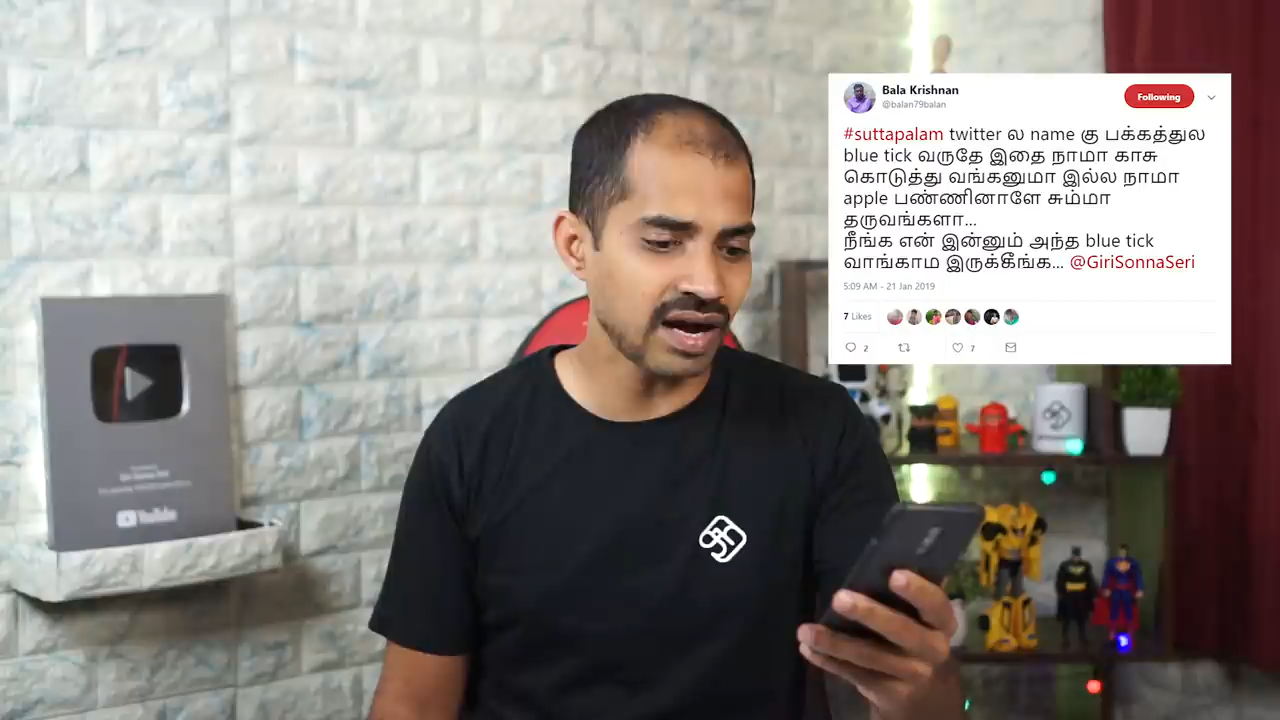 Bala Krishnan
@balan79balan
Following
#suttapalam twitter ல name கு பக்கத்துல
blue tick வருதே இதை நாமா காசு
கொடுத்து வங்கனுமா இல்ல நாமா
apple பண்ணினாளே சும்மா
தருவங்களா...
நீங்க என் இன்னும் அந்த blue tick
வாங்காம இருக்கீங்க... @GiriSonnaSeri
5:09 AM - 21 Jan 2019
7 Likes
2
7
YouTube